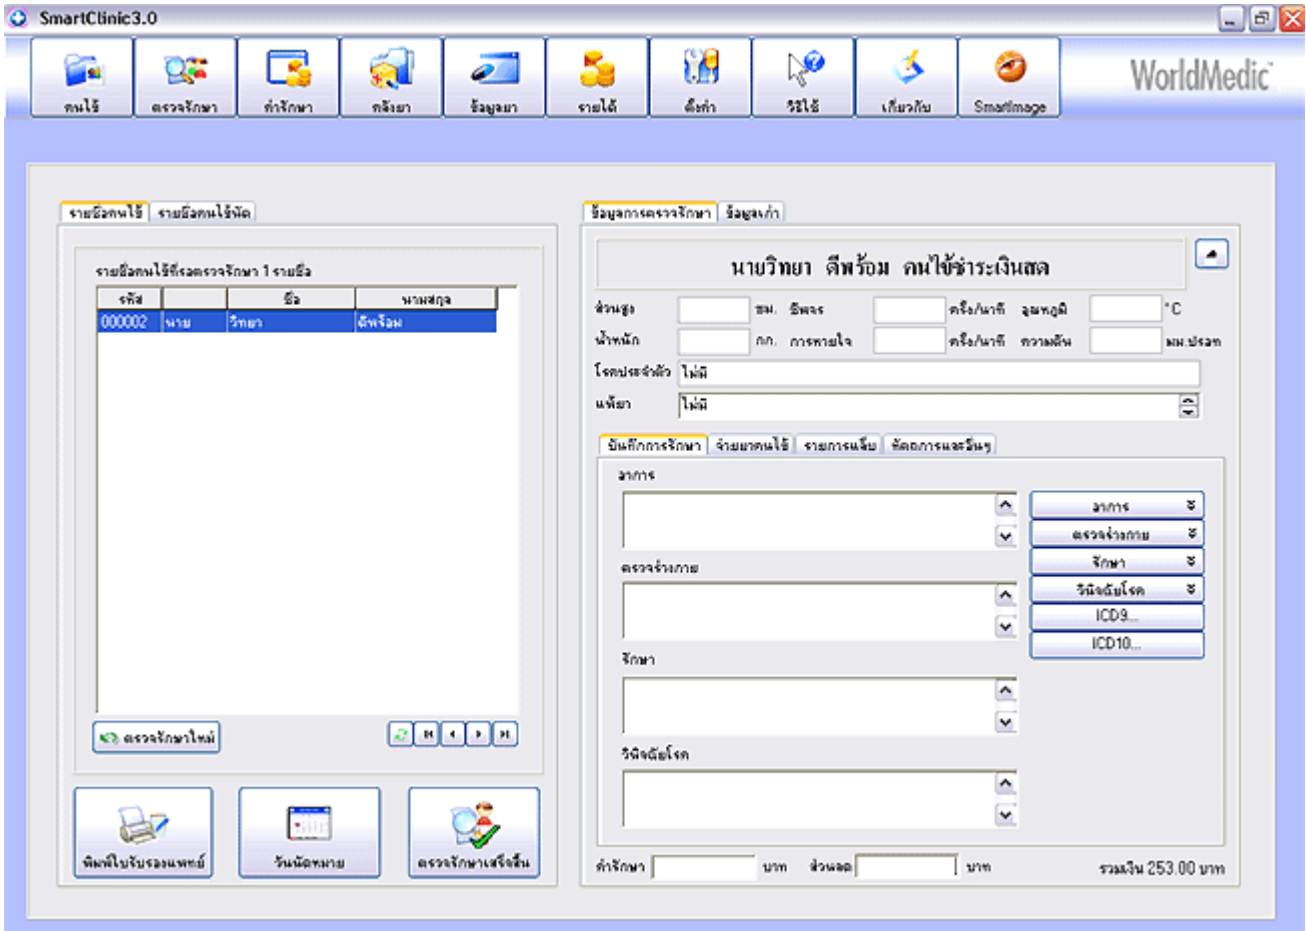 SmartClinic3.0
คนไข้ ตรวจรักษา ค่ารักษา คลังยา ข้อมูลยา รายได้ ตั้งค่า วิธีใช้ เกี่ยวกับ SmartImage WorldMedic
รายชื่อคนไข้ รายชื่อคนไข้นัด
รายชื่อคนไข้ที่รอตรวจรักษา 1 รายชื่อ
รหัส ชื่อ นามสกุล
000002 นาย วิทยา ดีพร้อม
ตรวจรักษาใหม่
พิมพ์ใบรับรองแพทย์ วันนัดหมาย ตรวจรักษาเสร็จสิ้น
ข้อมูลการตรวจรักษา ข้อมูลเก่า
นายวิทยา ดีพร้อม คนไข้ชำระเงินสด
ส่วนสูง ซม. ชีพจร ครั้ง/นาที อุณหภูมิ °C
น้ำหนัก กก. การหายใจ ครั้ง/นาที ความดัน มม.ปรอท
โรคประจำตัว ไม่มี
แพ้ยา ไม่มี
บันทึกการรักษา จ่ายยาคนไข้ รายการแล็บ หัตถการและอื่นๆ
อาการ
ตรวจร่างกาย
รักษา
วินิจฉัยโรค
อาการ
ตรวจร่างกาย
รักษา
วินิจฉัยโรค
ICD9...
ICD10...
ค่ารักษา บาท ส่วนลด บาท รวมเงิน 253.00 บาท